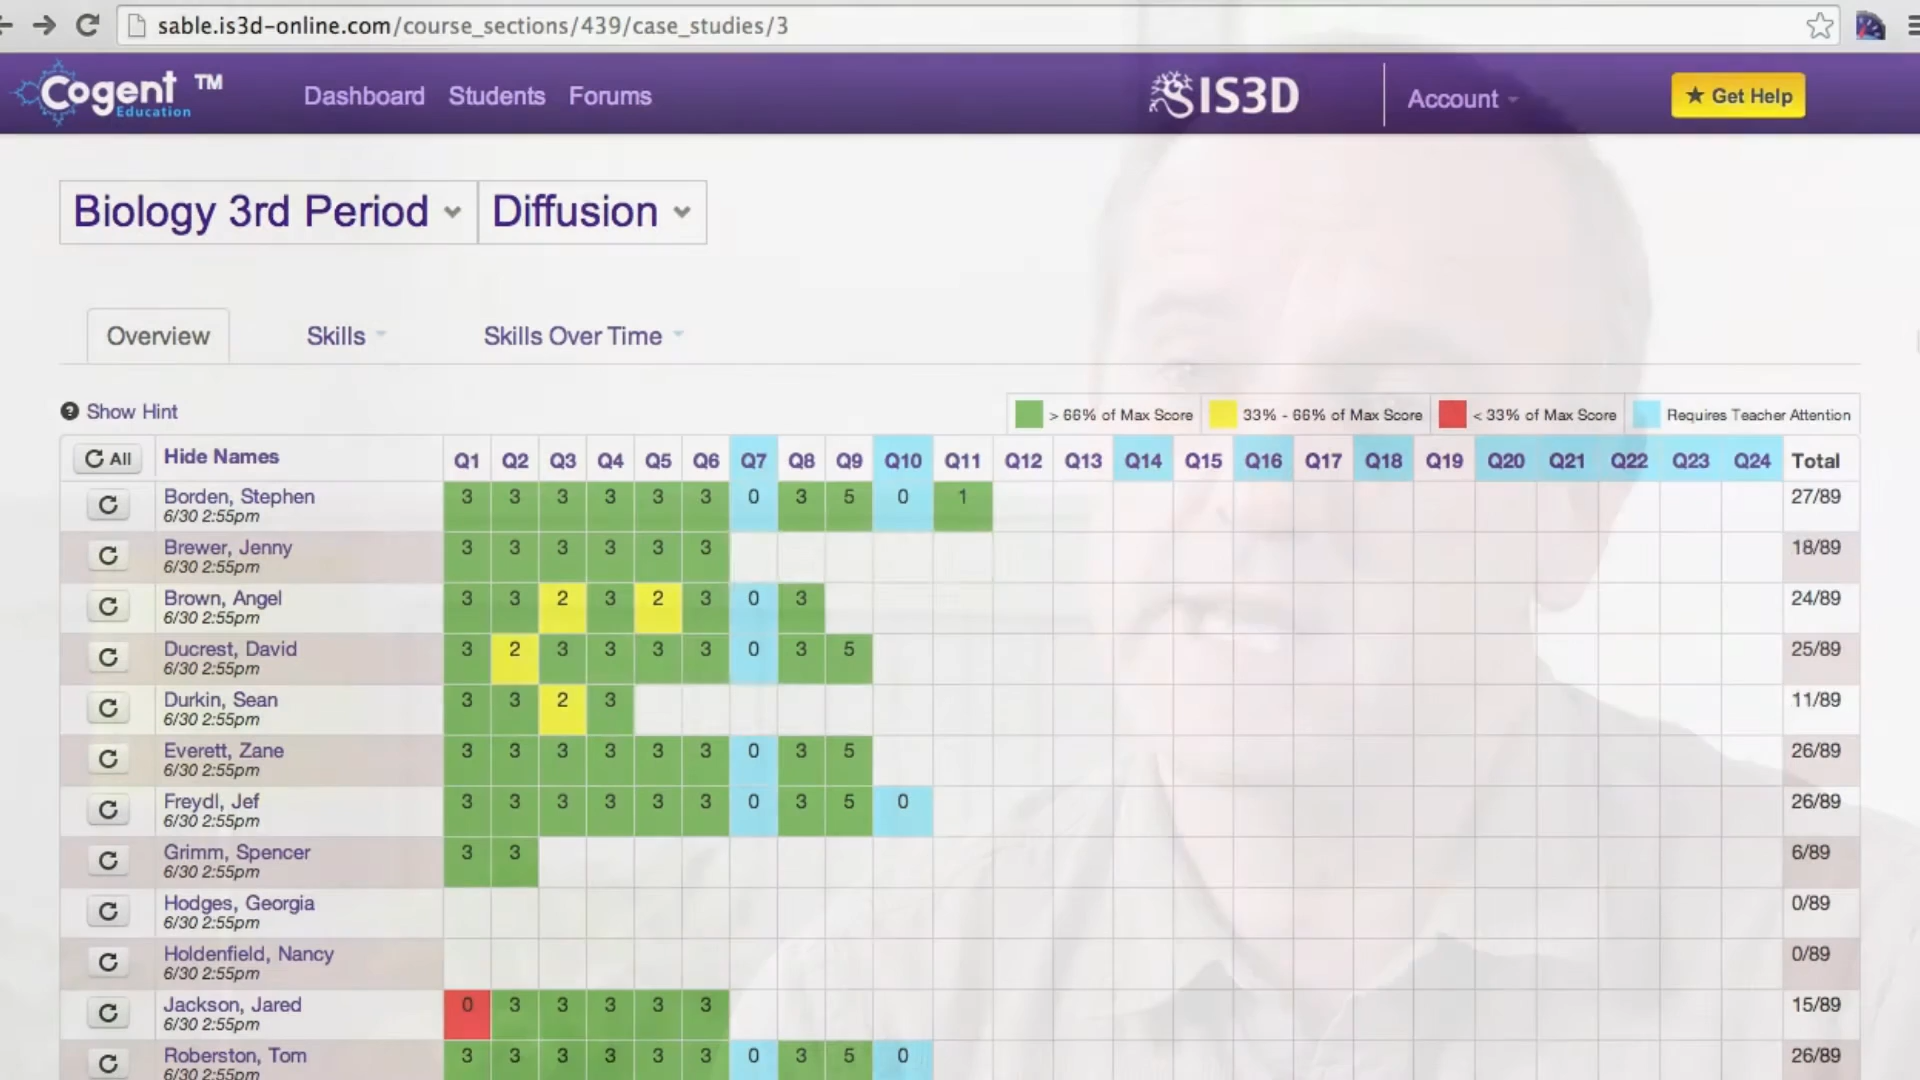 sable.is3d-online.com/course_sections/439/case_studies/3
Cogent ™ Education Dashboard Students Forums IS3D Account ★ Get Help
Biology 3rd Period Diffusion
Overview Skills Skills Over Time
? Show Hint > 66% of Max Score 33% - 66% of Max Score < 33% of Max Score Requires Teacher Attention
All Hide Names Q1 Q2 Q3 Q4 Q5 Q6 Q7 Q8 Q9 Q10 Q11 Q12 Q13 Q14 Q15 Q16 Q17 Q18 Q19 Q20 Q21 Q22 Q23 Q24 Total
Borden, Stephen 3 3 3 3 3 3 0 3 5 0 1 27/89
6/30 2:55pm
Brewer, Jenny 3 3 3 3 3 3 18/89
6/30 2:55pm
Brown, Angel 3 3 2 3 2 3 0 3 24/89
6/30 2:55pm
Ducrest, David 3 2 3 3 3 3 0 3 5 25/89
6/30 2:55pm
Durkin, Sean 3 3 2 3 11/89
6/30 2:55pm
Everett, Zane 3 3 3 3 3 3 0 3 5 26/89
6/30 2:55pm
Freydl, Jef 3 3 3 3 3 3 0 3 5 0 26/89
6/30 2:55pm
Grimm, Spencer 3 3 6/89
6/30 2:55pm
Hodges, Georgia 0/89
6/30 2:55pm
Holdenfield, Nancy 0/89
6/30 2:55pm
Jackson, Jared 0 3 3 3 3 3 15/89
6/30 2:55pm
Roberston, Tom 3 3 3 3 3 3 0 3 5 0 26/89
6/30 2:55pm